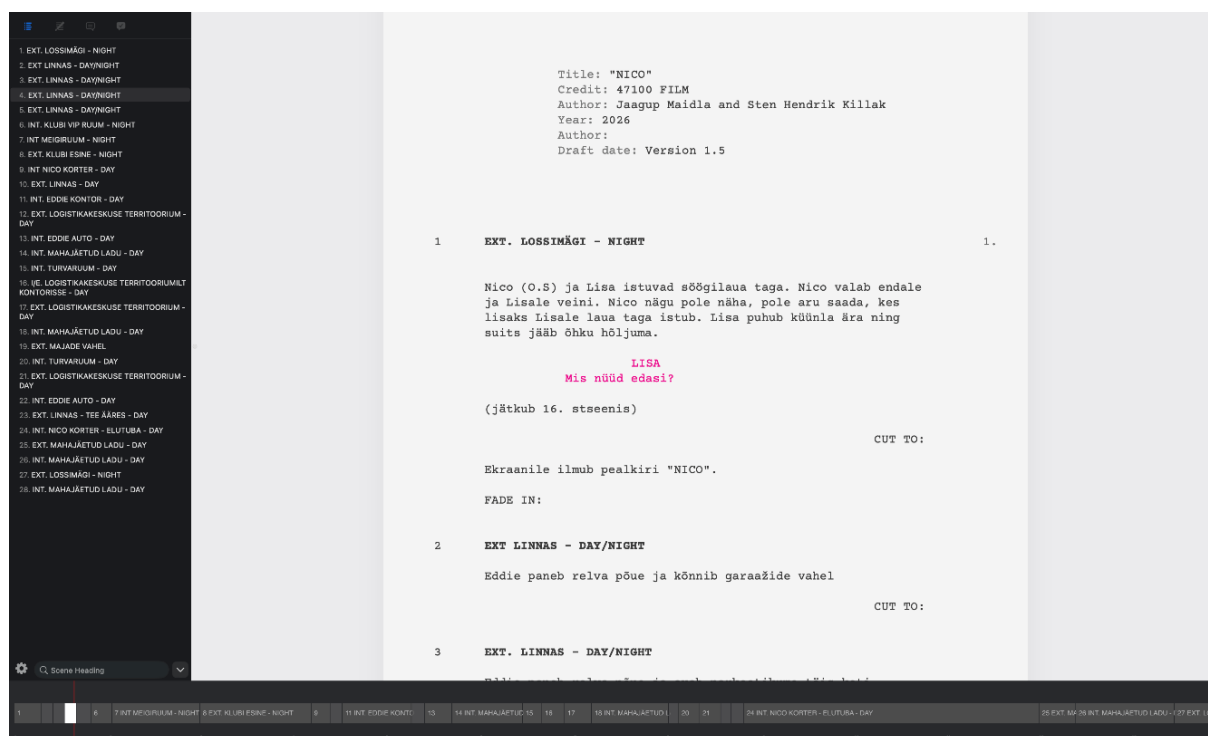 1. EXT. LOSSIMÄGI - NIGHT
2. EXT LINNAS - DAY/NIGHT
3. EXT. LINNAS - DAY/NIGHT
4. EXT. LINNAS - DAY/NIGHT
5. EXT. LINNAS - DAY/NIGHT
6. INT. KLUBI VIP RUUM - NIGHT
7. INT MEIGIRUUM - NIGHT
8. EXT. KLUBI ESINE - NIGHT
9. INT NICO KORTER - DAY
10. EXT. LINNAS - DAY
11. INT. EDDIE KONTOR - DAY
12. EXT. LOGISTIKAKESKUSE TERRITOORIUM -
DAY
13. INT. EDDIE AUTO - DAY
14. INT. MAHAJÄETUD LADU - DAY
15. INT. TURVARUUM - DAY
16. I/E. LOGISTIKAKESKUSE TERRITOORIUMILT
KONTORISSE - DAY
17. EXT. LOGISTIKAKESKUSE TERRITOORIUM -
DAY
18. INT. MAHAJÄETUD LADU - DAY
19. EXT. MAJADE VAHEL
20. INT. TURVARUUM - DAY
21. EXT. LOGISTIKAKESKUSE TERRITOORIUM -
DAY
22. INT. EDDIE AUTO - DAY
23. EXT. LINNAS - TEE ÄÄRES - DAY
24. INT. NICO KORTER - ELUTUBA - DAY
25. EXT. MAHAJÄETUD LADU - DAY
26. INT. MAHAJÄETUD LADU - DAY
27. EXT. LOSSIMÄGI - NIGHT
28. INT. MAHAJÄETUD LADU - DAY
Scene Heading
Title: "NICO"
Credit: 47100 FILM
Author: Jaagup Maidla and Sten Hendrik Killak
Year: 2026
Author:
Draft date: Version 1.5
1 EXT. LOSSIMÄGI - NIGHT 1.
Nico (O.S) ja Lisa istuvad söögilaua taga. Nico valab endale
ja Lisale veini. Nico nägu pole näha, pole aru saada, kes
lisaks Lisale laua taga istub. Lisa puhub küünla ära ning
suits jääb õhku hõljuma.
LISA
Mis nüüd edasi?
(jätkub 16. stseenis)
CUT TO:
Ekraanile ilmub pealkiri "NICO".
FADE IN:
2 EXT LINNAS - DAY/NIGHT
Eddie paneb relva põue ja kõnnib garaažide vahel
CUT TO:
3 EXT. LINNAS - DAY/NIGHT
1 6 7 INT MEIGIRUUM - NIGHT 8 EXT. KLUBI ESINE - NIGHT 9 11 INT. EDDIE KONTO 13 14 INT. MAHAJÄETUD 15 16 17 18 INT. MAHAJÄETUD L 20 21 24 INT. NICO KORTER - ELUTUBA - DAY 25 EXT. MA 26 INT. MAHAJÄETUD LADU - 27 EXT. L